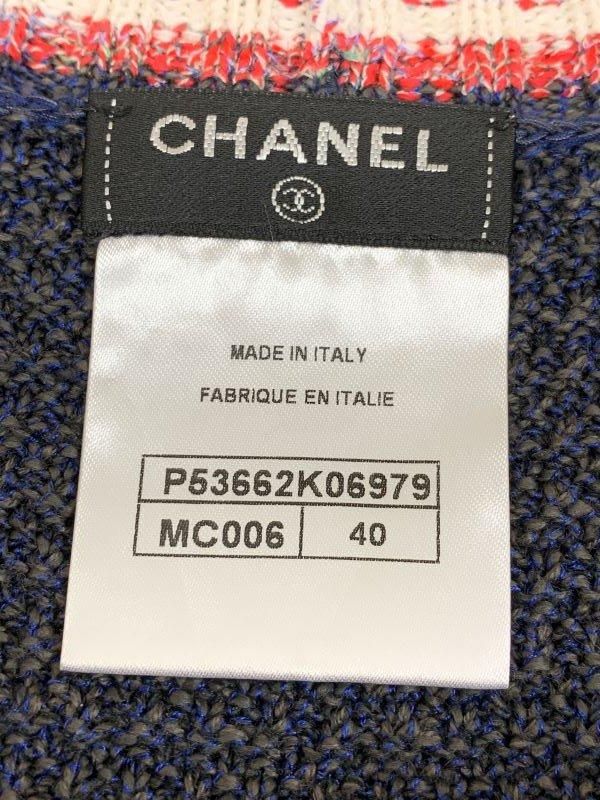 CHANEL
MADE IN ITALY
FABRIQUE EN ITALIE
P53662K06979
MC006 40